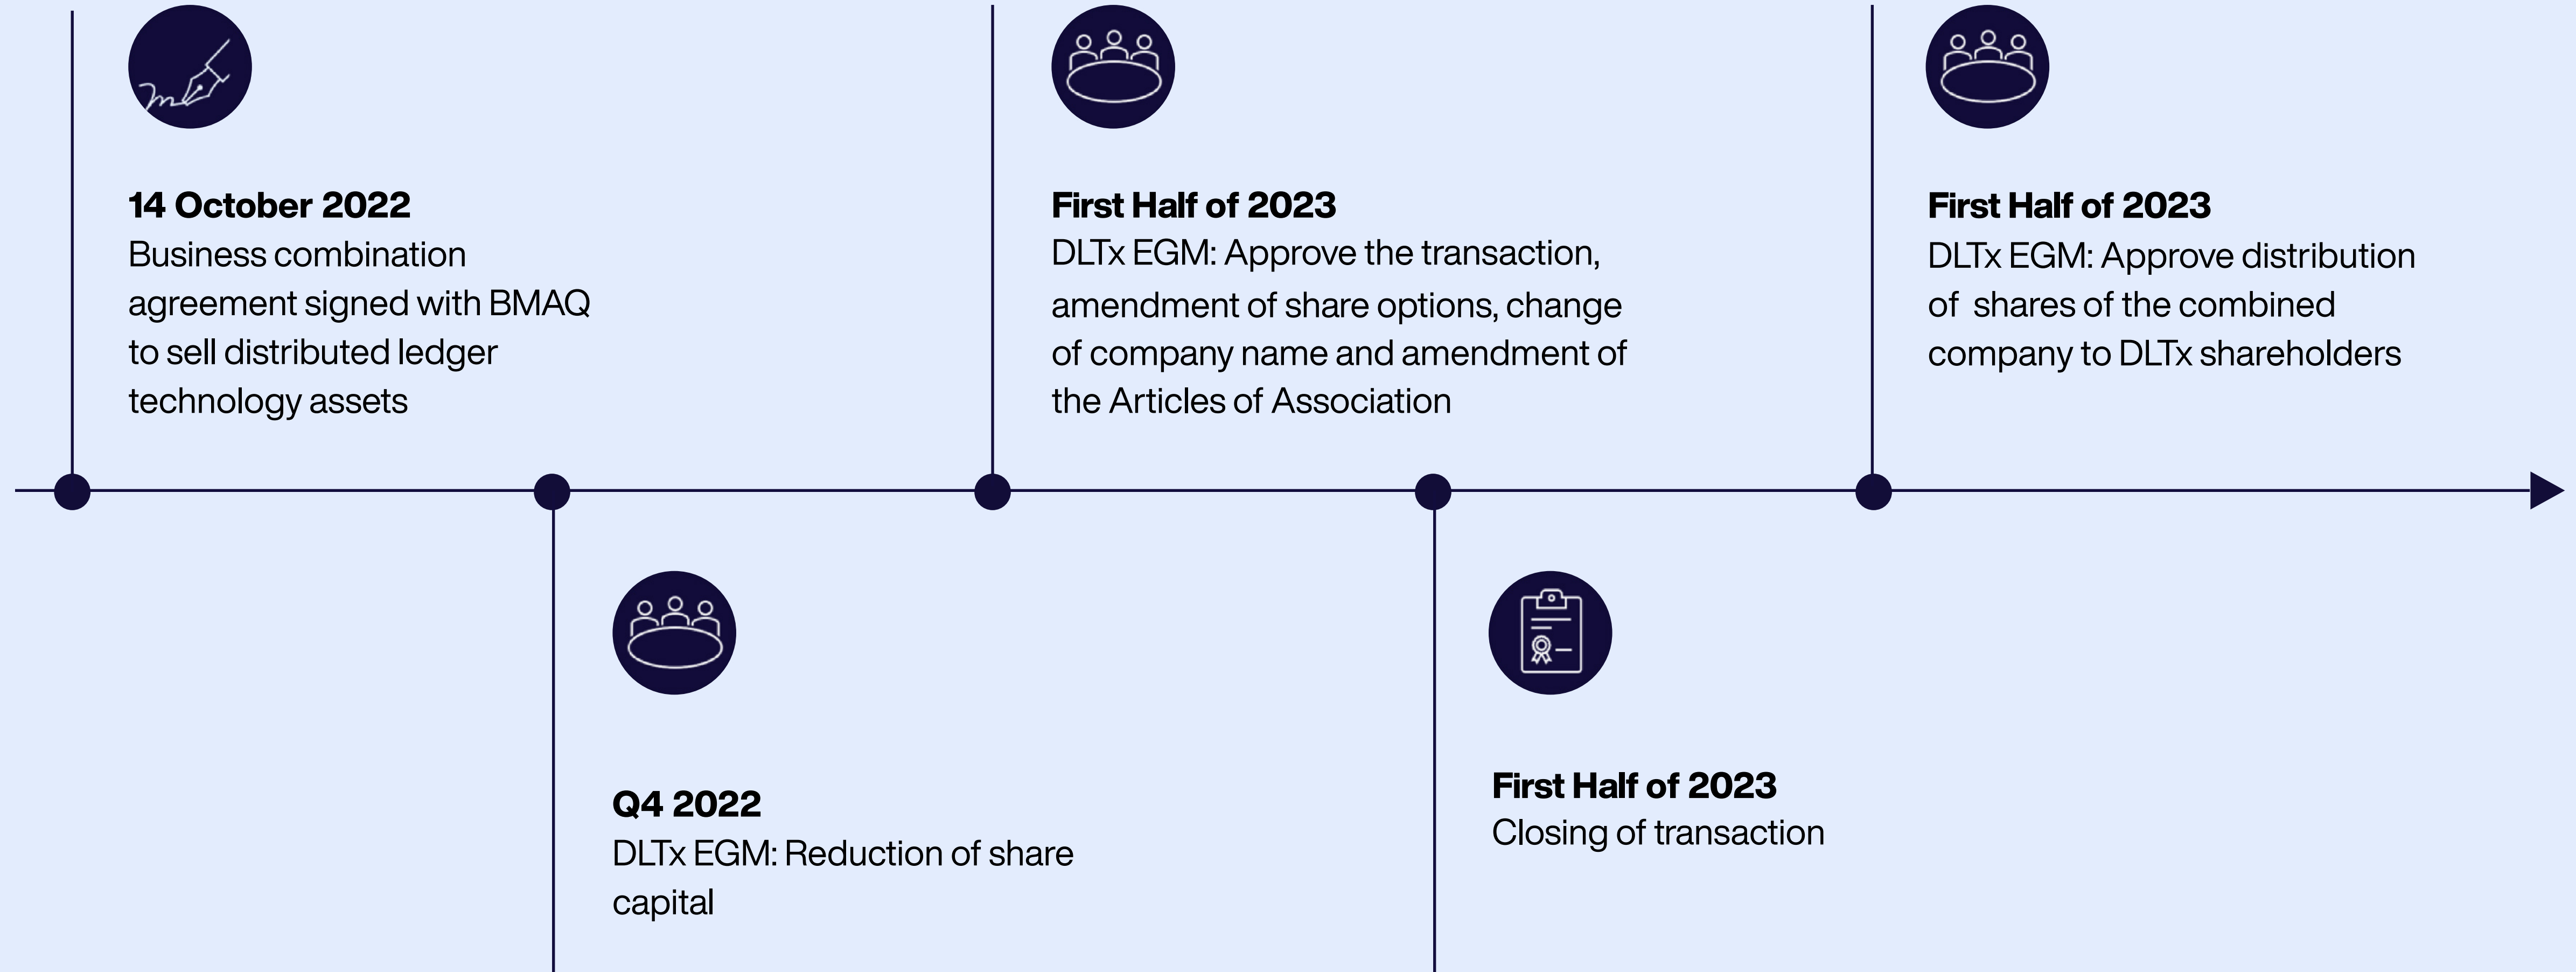 14 October 2022
Business combination
agreement signed with BMAQ
to sell distributed ledger
technology assets
First Half of 2023
DLTx EGM: Approve the transaction,
amendment of share options, change
of company name and amendment of
the Articles of Association
First Half of 2023
DLTx EGM: Approve distribution
of  shares of the combined
company to DLTx shareholders
Q4 2022
DLTx EGM: Reduction of share
capital
First Half of 2023
Closing of transaction